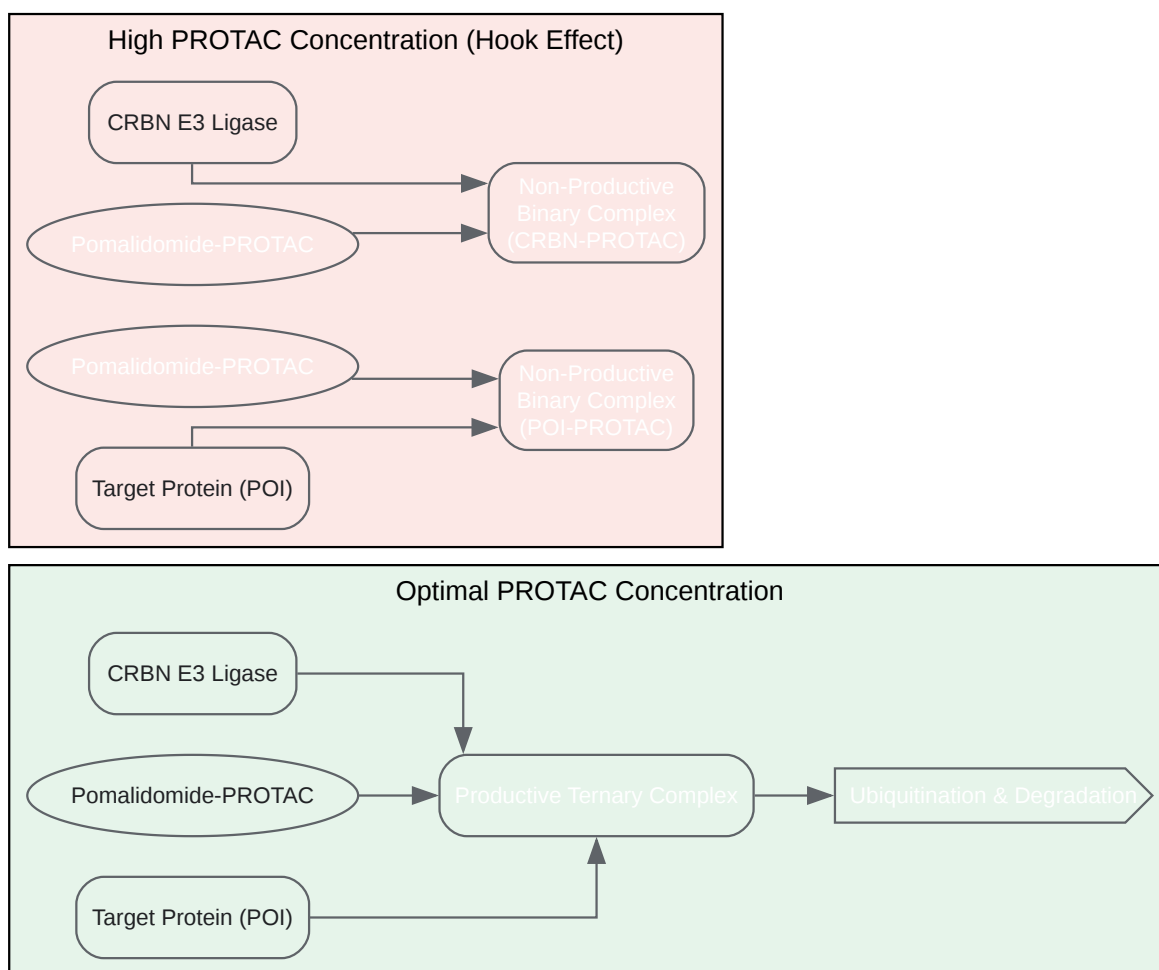 High PROTAC Concentration (Hook Effect)
CRBN E3 Ligase
Non-Productive
Binary Complex
(CRBN-PROTAC)
Pomalidomide-PROTAC
Pomalidomide-PROTAC
Non-Productive
Binary Complex
(POI-PROTAC)
Target Protein (POI)
Optimal PROTAC Concentration
CRBN E3 Ligase
Pomalidomide-PROTAC
Productive Ternary Complex
Ubiquitination & Degradation
Target Protein (POI)